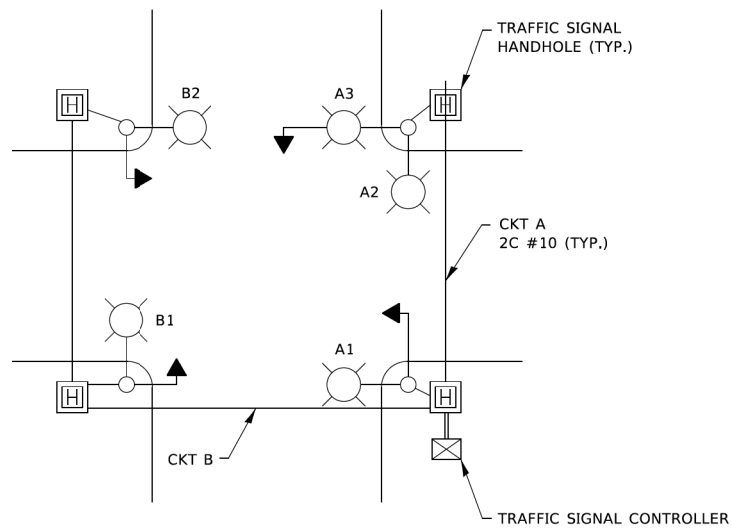 TRAFFIC SIGNAL
HANDHOLE (TYP.)
H
B2
A3
H
A2
CKT A
2C #10 (TYP.)
B1
A1
H
H
CKT B
TRAFFIC SIGNAL CONTROLLER